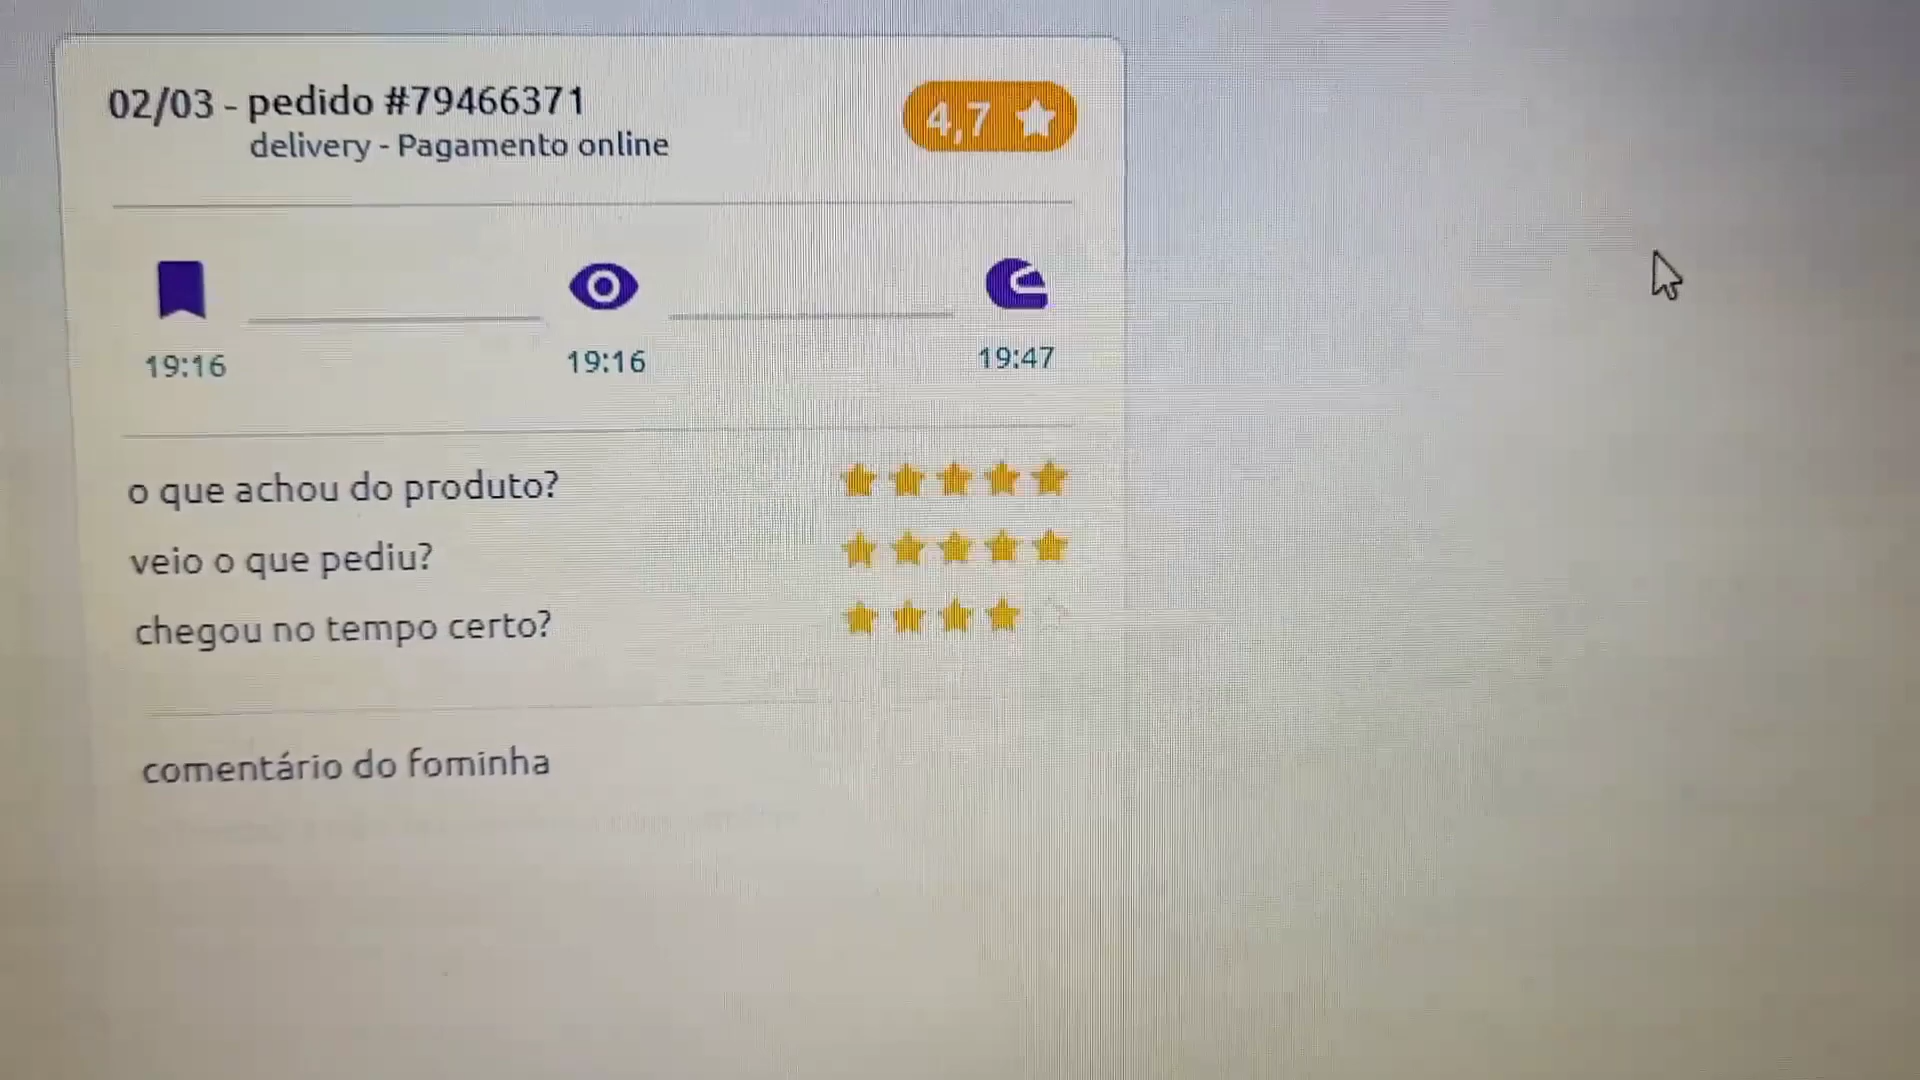 02/03 - pedido #79466371
delivery - Pagamento online
4,7
19:16
19:16
19:47
o que achou do produto?
veio o que pediu?
chegou no tempo certo?
comentário do fominha